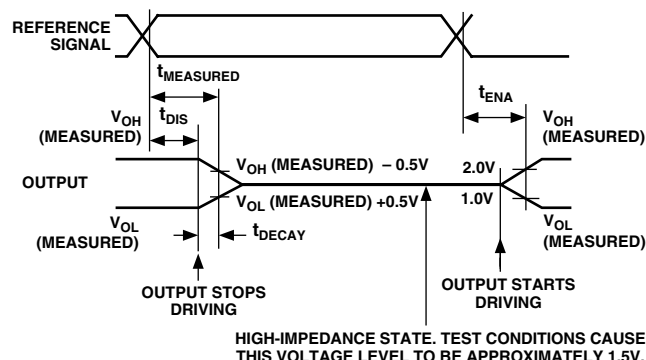 REFERENCE
SIGNAL
tMEASURED
tENA
VOH
(MEASURED)
tDIS
VOH
(MEASURED)
VOH (MEASURED) – 0.5V
2.0V
OUTPUT
VOL (MEASURED) +0.5V
1.0V
VOL
(MEASURED)
tDECAY
VOL
(MEASURED)
OUTPUT STOPS
DRIVING
OUTPUT STARTS
DRIVING
HIGH-IMPEDANCE STATE. TEST CONDITIONS CAUSE
THIS VOLTAGE LEVEL TO BE APPROXIMATELY 1.5V.